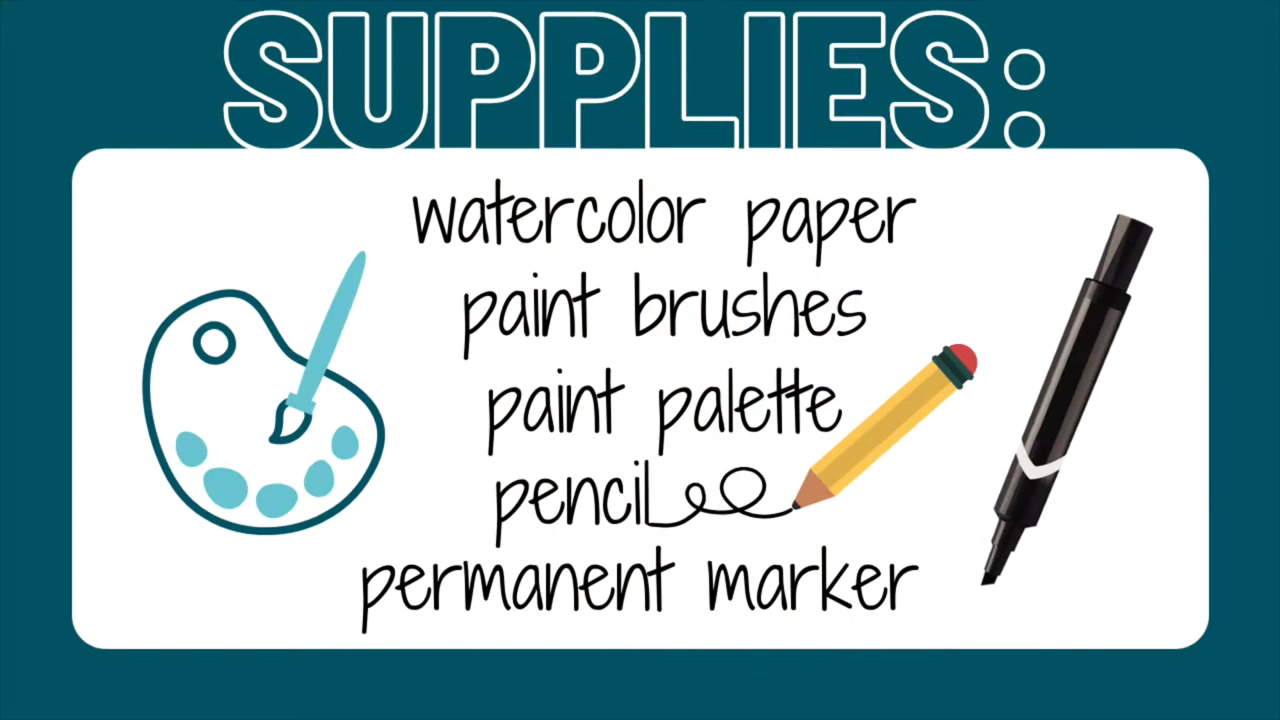 SUPPLIES:
watercolor paper
paint brushes
paint palette
pencil
permanent marker